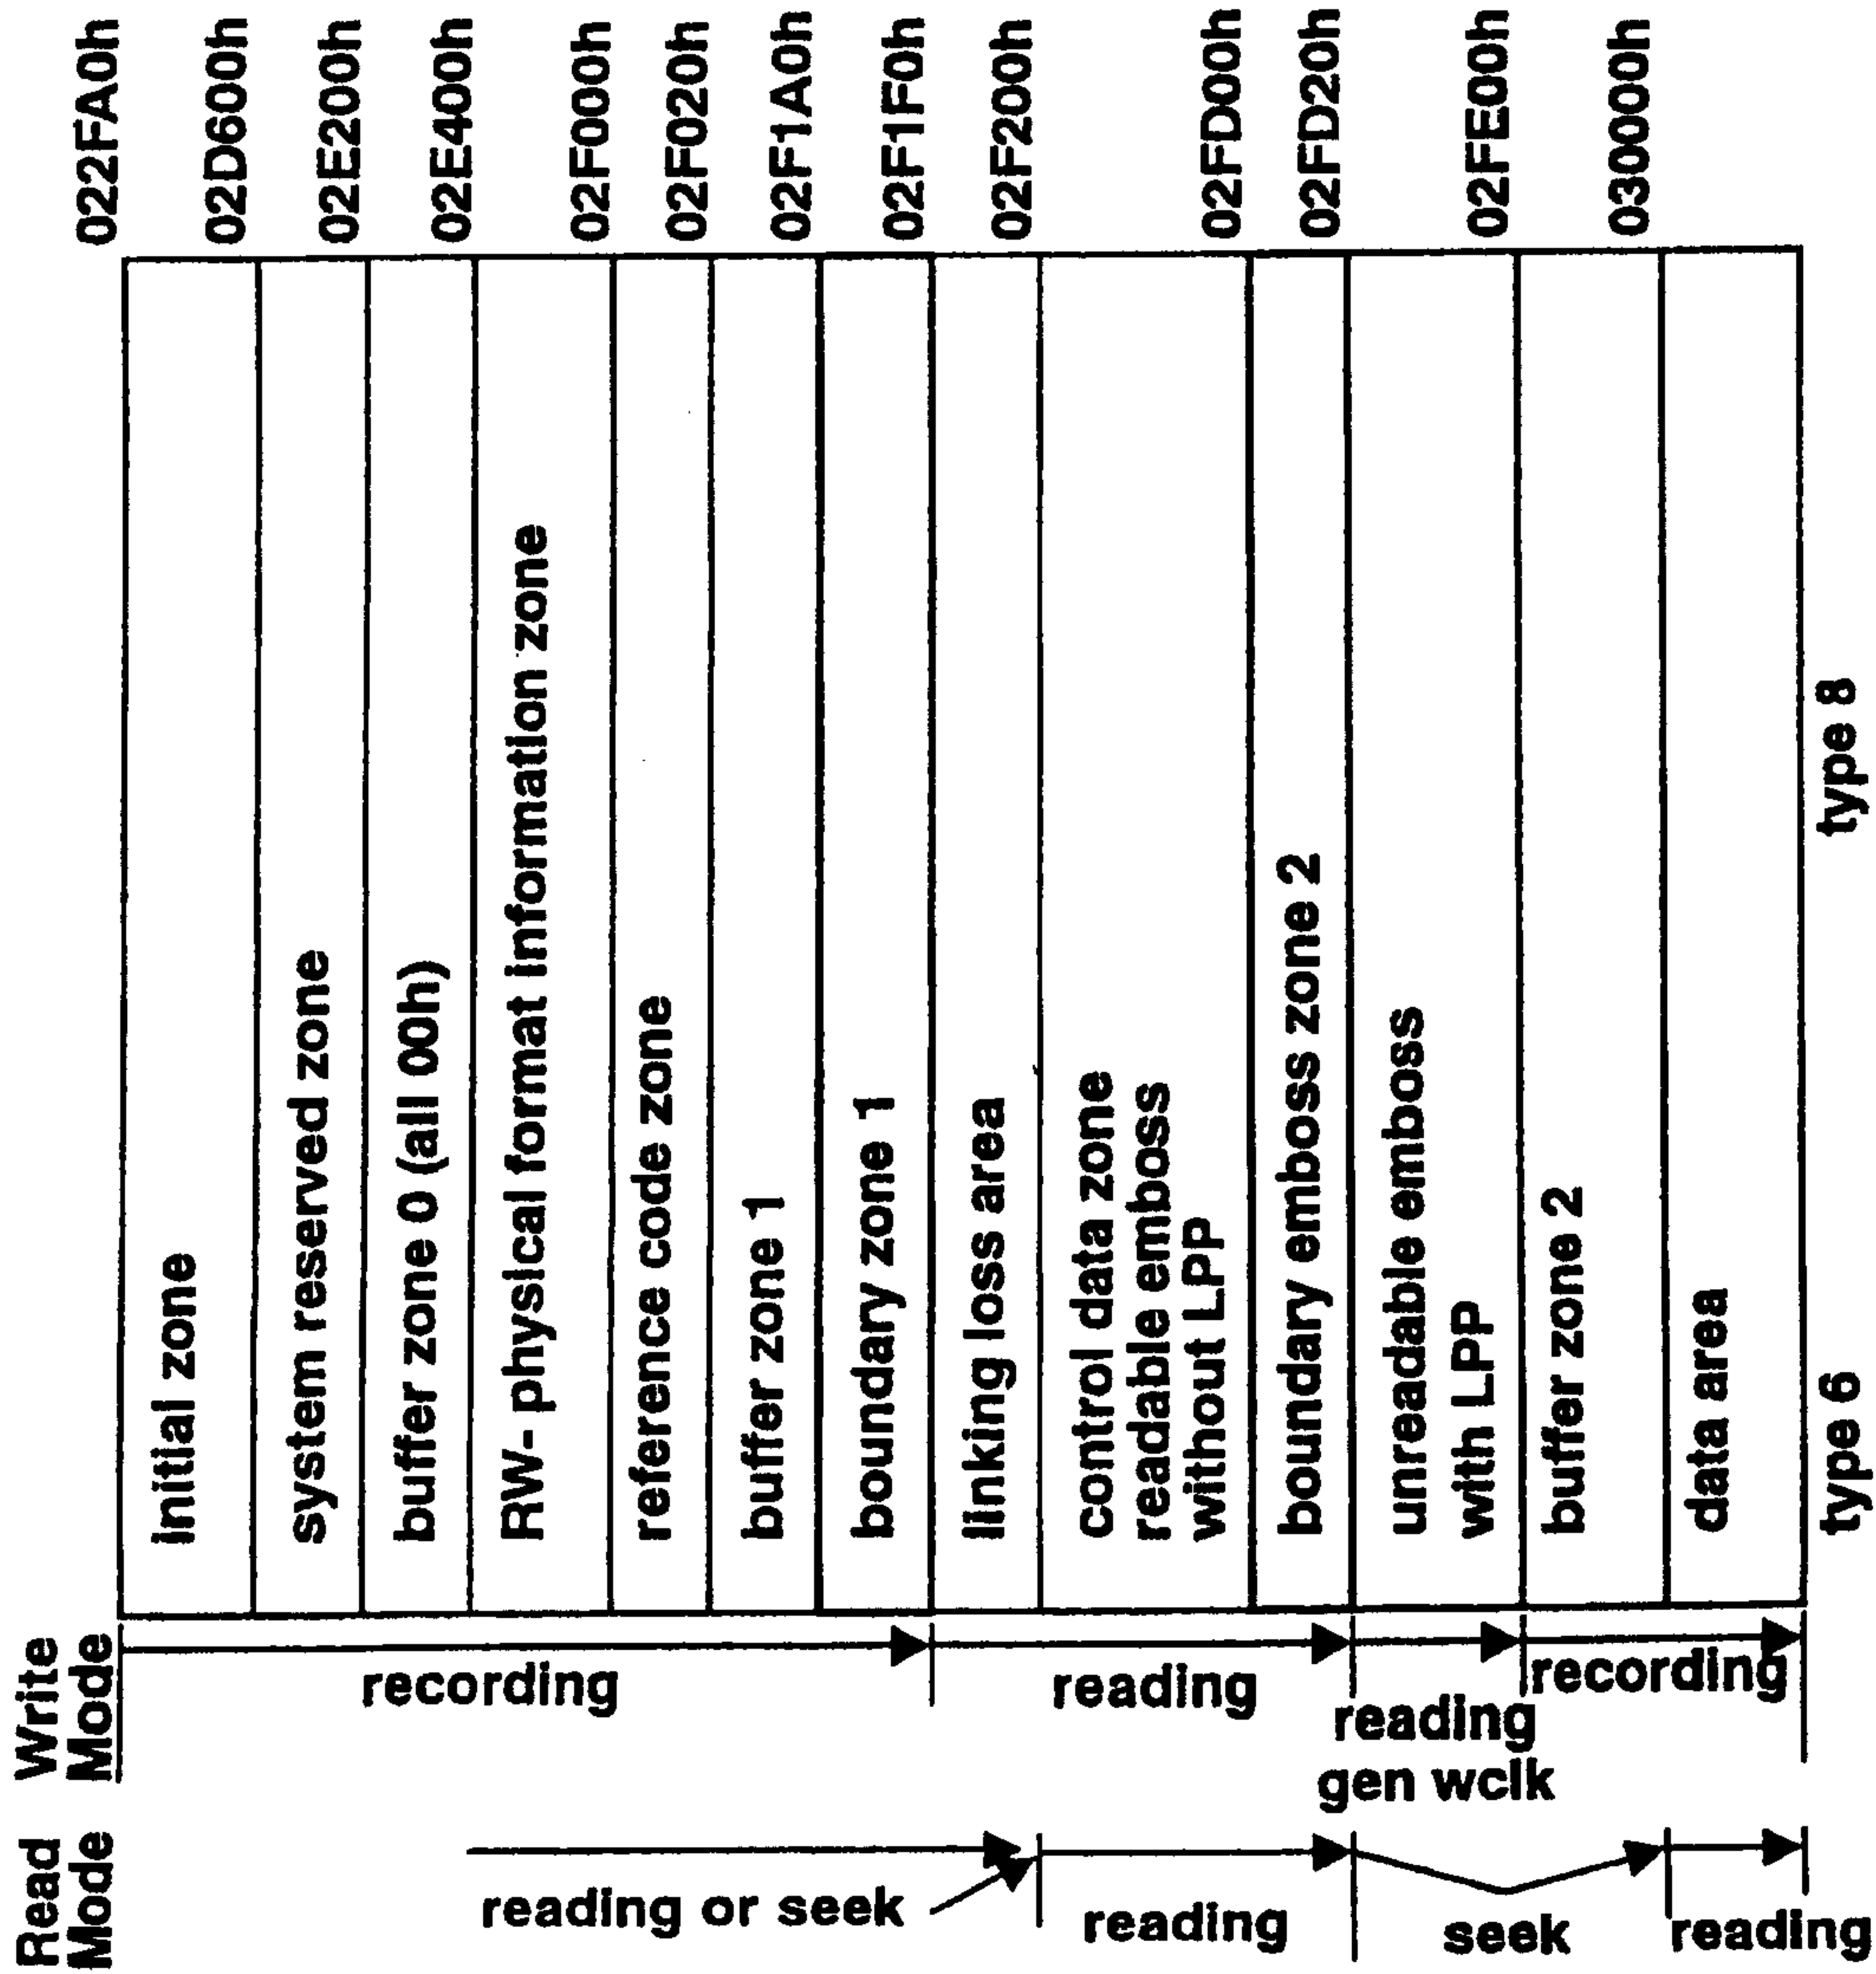 Read
Mode
Write
Mode
022FA0h
initial zone
02D600h
system reserved zone
02E200h
buffer zone 0 (all 00h)
02E400h
RW- physical format information zone
02F000h
reference code zone
02F020h
buffer zone 1
02F1A0h
boundary zone 1
02F1F0h
linking loss area
02F200h
control data zone
readable emboss
without LPP
02FD00h
boundary emboss zone 2
02FD20h
unreadable emboss
with LPP
02FE00h
buffer zone 2
030000h
data area
recording
reading
reading
gen wclk
recording
reading or seek
reading
seek
reading
type 6
type 8